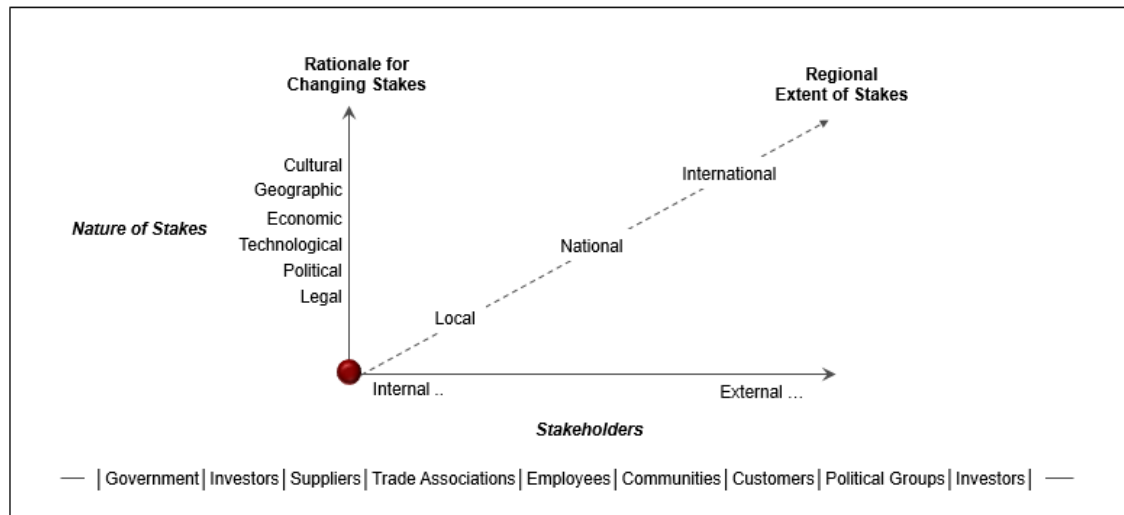 Rationale for
Changing Stakes
Regional
Extent of Stakes
Cultural
Geographic
Economic
Technological
Political
Legal
Nature of Stakes
International
National
Local
Internal ..
External ...
Stakeholders
Government| Investors| Suppliers| Trade Associations| Employees| Communities| Customers| Political Groups| Investors|